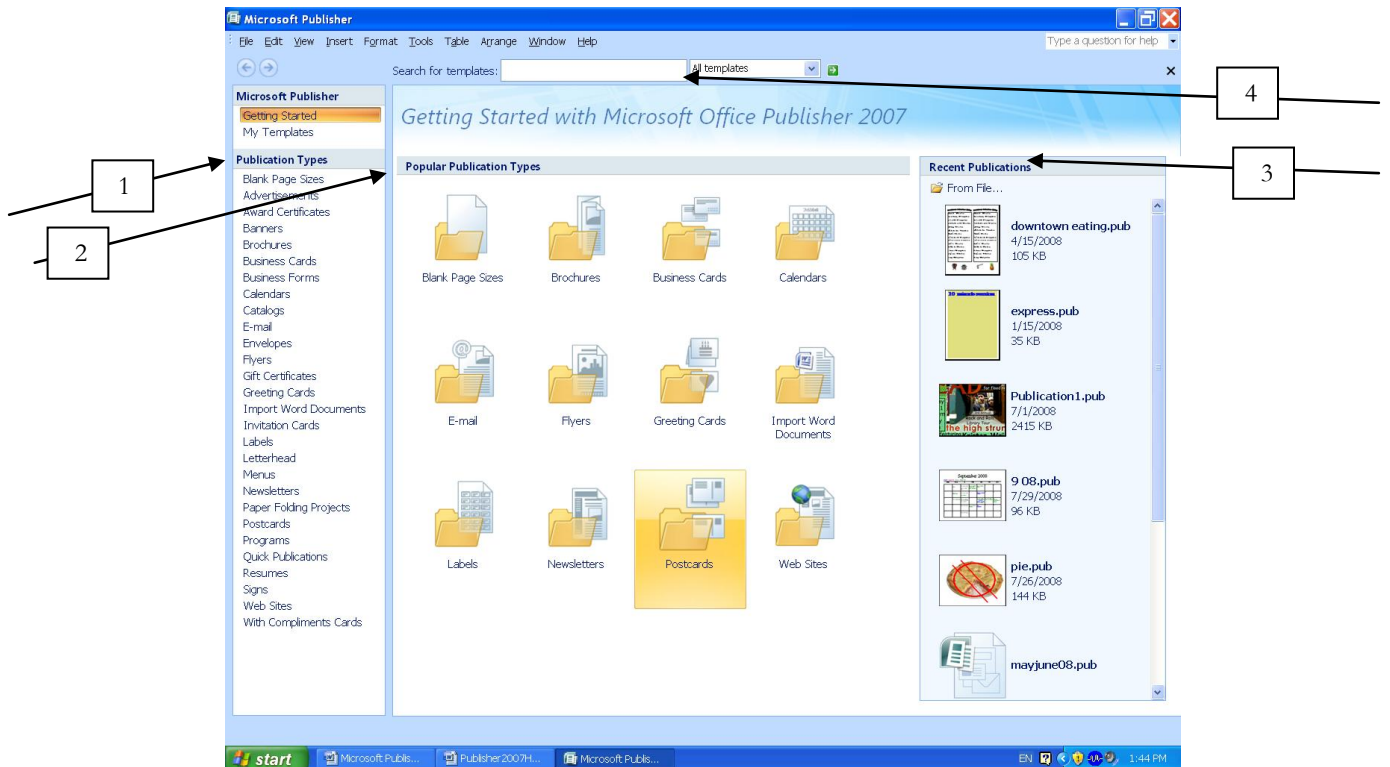 Microsoft Publisher
File Edit View Insert Format Tools Table Arrange Window Help
Type a question for help
Search for templates:
All templates
Microsoft Publisher
Getting Started
My Templates
Publication Types
Blank Page Sizes
Advertisements
Award Certificates
Banners
Brochures
Business Cards
Business Forms
Calendars
Catalogs
E-mail
Envelopes
Flyers
Gift Certificates
Greeting Cards
Import Word Documents
Invitation Cards
Labels
Letterhead
Menus
Newsletters
Paper Folding Projects
Postcards
Programs
Quick Publications
Resumes
Signs
Web Sites
With Compliments Cards
1
2
Getting Started with Microsoft Office Publisher 2007
Popular Publication Types
Blank Page Sizes
Brochures
Business Cards
Calendars
E-mail
Flyers
Greeting Cards
Import Word
Documents
Labels
Newsletters
Postcards
Web Sites
Recent Publications
From File...
downtown eating.pub
4/15/2008
105 KB
express.pub
1/15/2008
35 KB
Publication1.pub
7/1/2008
2415 KB
the high strun
September 2008
9 08.pub
7/29/2008
96 KB
pie.pub
7/26/2008
144 KB
mayjune08.pub
4
3
start
Microsoft Publis...
Publisher2007H...
Microsoft Publis...
EN
1:44 PM